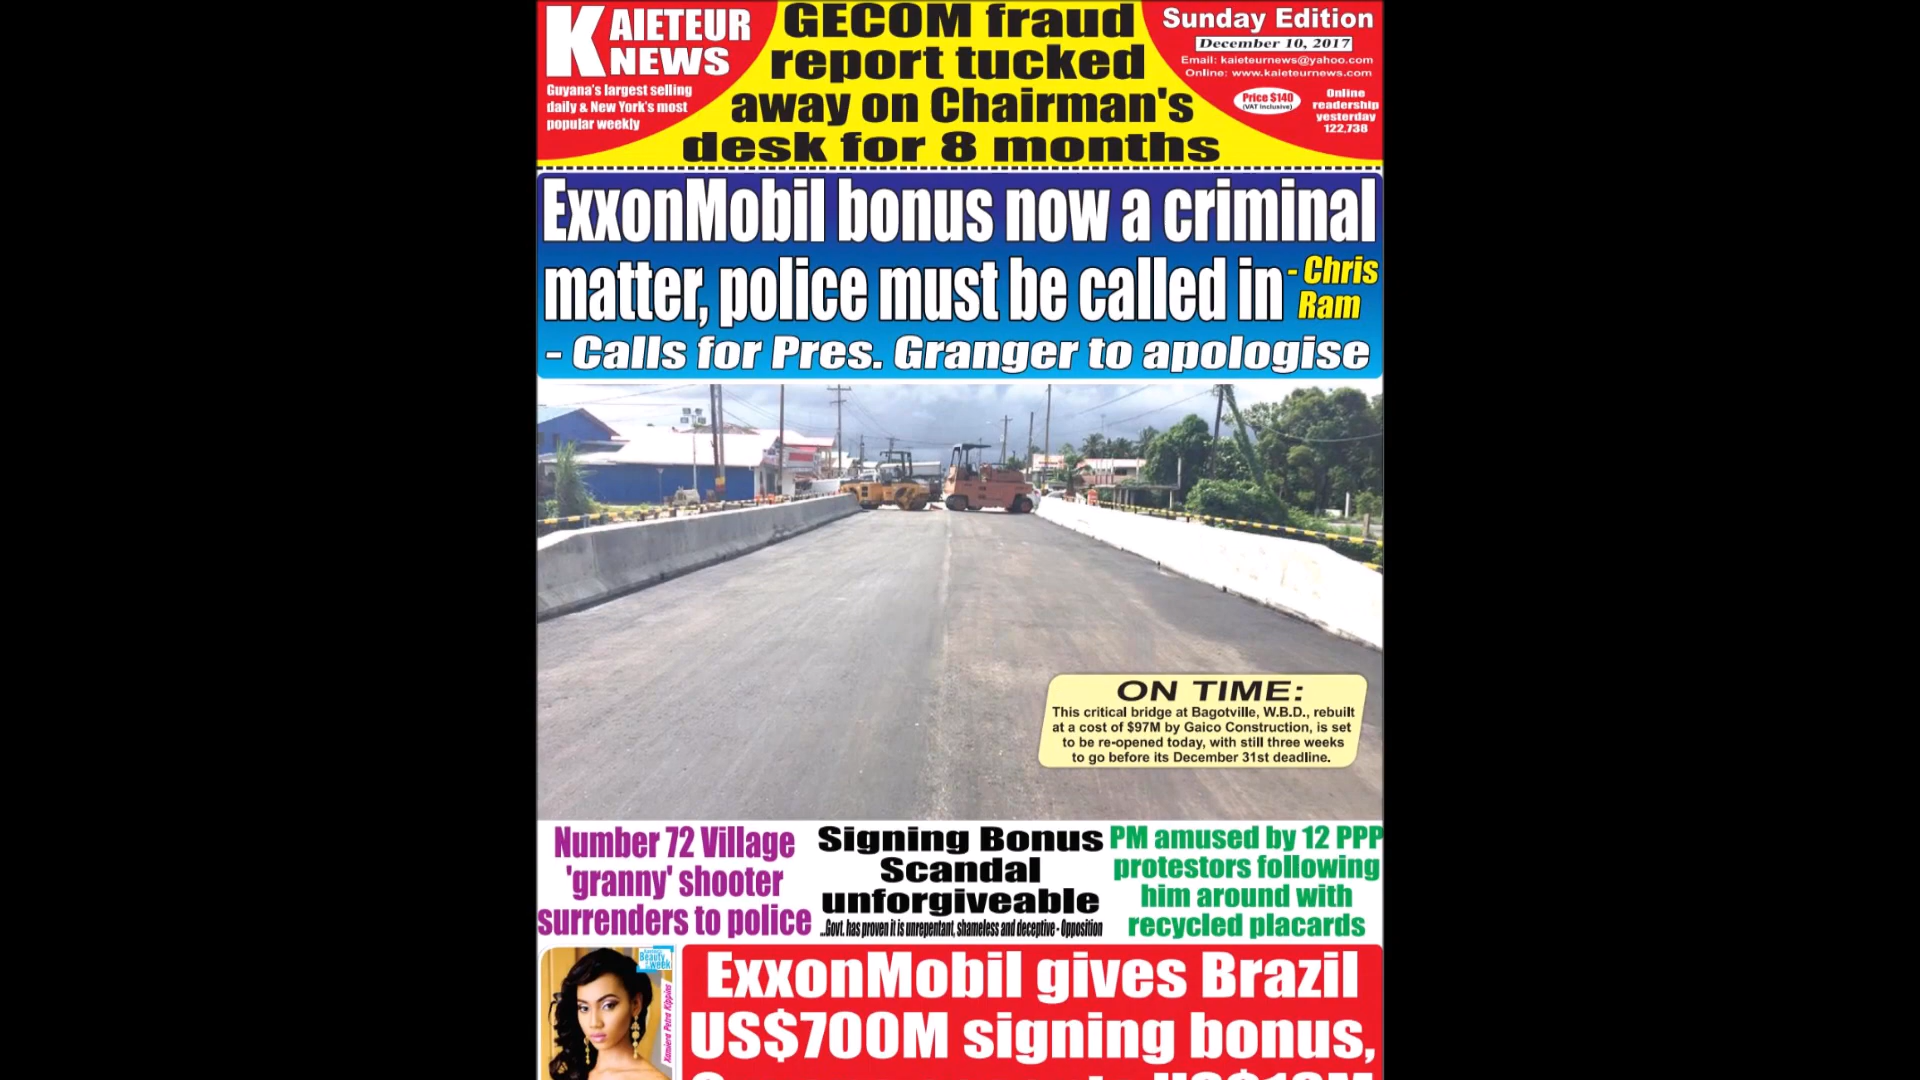 KAIETEUR
NEWS
Guyana's largest selling
daily & New York's most
popular weekly
GECOM fraud
report tucked
away on Chairman's
desk for 8 months
Sunday Edition
December 10, 2017
Email: kaieteurnews@yahoo.com
Online: www.kaieteurnews.com
Price $140
(VAT Inclusive)
Online
readership
yesterday
122,738
ExxonMobil bonus now a criminal
matter, police must be called in
- Chris
Ram
- Calls for Pres. Granger to apologise
ON TIME:
This critical bridge at Bagotville, W.B.D., rebuilt
at a cost of $97M by Gaico Construction, is set
to be re-opened today, with still three weeks
to go before its December 31st deadline.
Number 72 Village
'granny' shooter
surrenders to police
Signing Bonus
Scandal
unforgiveable
...Govt. has proven it is unrepentant, shameless and deceptive - Opposition
PM amused by 12 PPP
protestors following
him around with
recycled placards
Beauty
week
ExxonMobil gives Brazil
US$700M signing bonus,